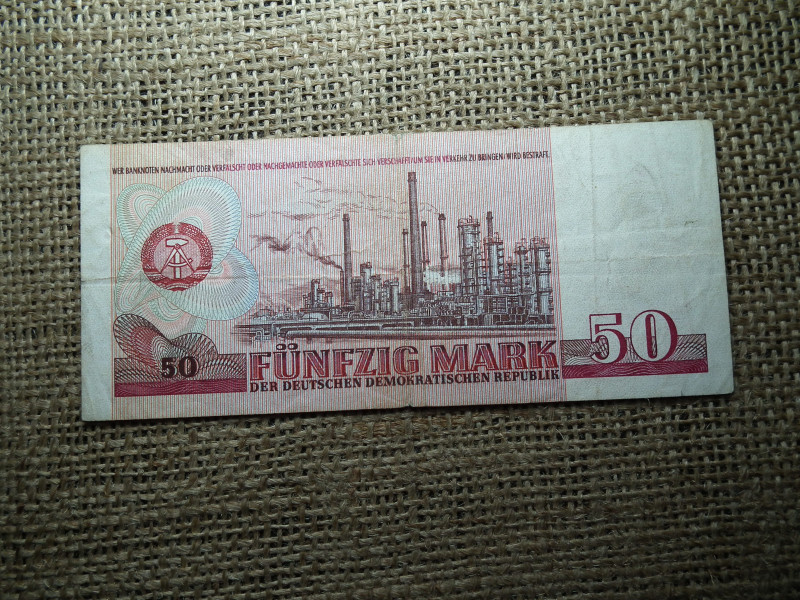 WER BANKNOTEN NACHMACHT ODER VERFÄLSCHT ODER NACHGEMACHTE ODER VERFÄLSCHTE SICH VERSCHAFFT/UM SIE IN VERKEHR ZU BRINGEN/WIRD BESTRAFT.
50
FÜNFZIG MARK
50
DER DEUTSCHEN DEMOKRATISCHEN REPUBLIK